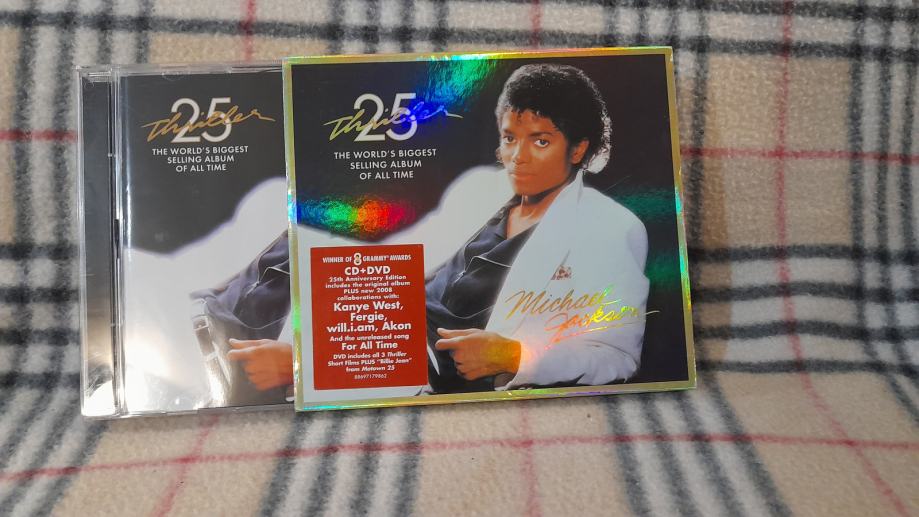 25
Thriller
THE WORLD'S BIGGEST
SELLING ALBUM
OF ALL TIME
25
Thriller
THE WORLD'S BIGGEST
SELLING ALBUM
OF ALL TIME
WINNER OF 8 GRAMMY® AWARDS
CD+DVD
25th Anniversary Edition
includes the original album
PLUS new 2008
collaborations with:
Kanye West,
Fergie,
will.i.am, Akon
And the unreleased song
For All Time
DVD includes all 3 Thriller
Short Films PLUS "Billie Jean"
from Motown 25
88697179862
Michael
Jackson